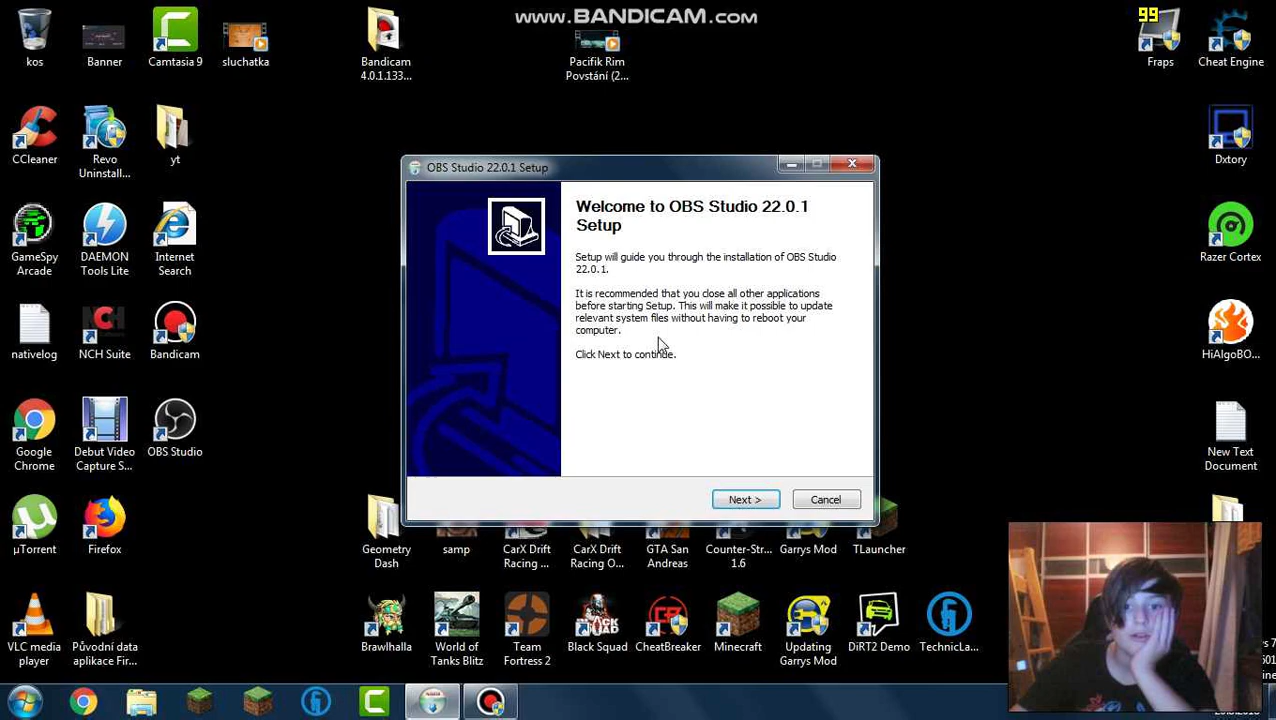 www.BANDICAM.com
99
kos
Banner
Camtasia 9
sluchatka
Bandicam
4.0.1.133...
Pacifik Rim
Povstání (2...
Fraps
Cheat Engine
CCleaner
Revo
Uninstall...
yt
Dxtory
GameSpy
Arcade
DAEMON
Tools Lite
Internet
Search
Razer Cortex
nativelog
NCH Suite
Bandicam
HiAlgoBO...
Google
Chrome
Debut Video
Capture S...
OBS Studio
New Text
Document
OBS Studio 22.0.1 Setup
Welcome to OBS Studio 22.0.1
Setup
Setup will guide you through the installation of OBS Studio
22.0.1.
It is recommended that you close all other applications
before starting Setup. This will make it possible to update
relevant system files without having to reboot your
computer.
Click Next to continue.
Next >
Cancel
µTorrent
Firefox
Geometry
Dash
samp
CarX Drift
Racing ...
CarX Drift
Racing O...
GTA San
Andreas
Counter-Str...
1.6
Garrys Mod
TLauncher
VLC media
player
Původní data
aplikace Fir...
Brawlhalla
World of
Tanks Blitz
Team
Fortress 2
Black Squad
CheatBreaker
Minecraft
Updating
Garrys Mod
DiRT2 Demo
TechnicLa...